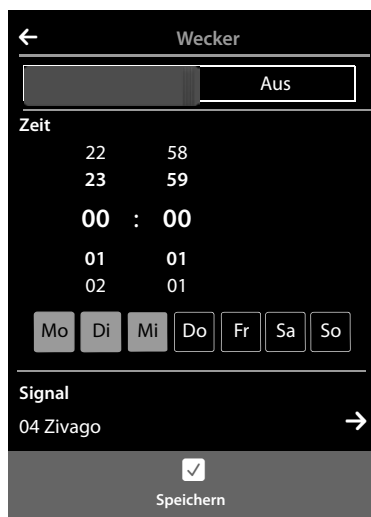 Wecker
Aus
Zeit
22 58
23 59
00 : 00
01 01
02 01
Mo Di Mi Do Fr Sa So
Signal
04 Zivago
Speichern